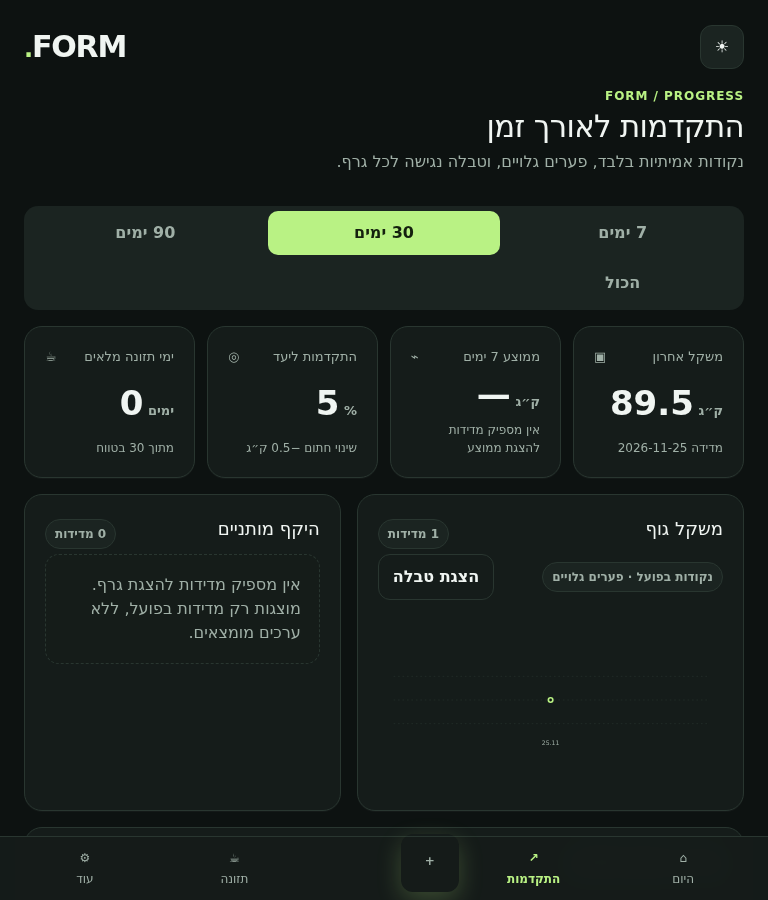 FORM.
FORM / PROGRESS
התקדמות לאורך זמן
נקודות אמיתיות בלבד, פערים גלויים, וטבלה נגישה לכל גרף.
7 ימים
30 ימים
90 ימים
הכול
משקל אחרון
89.5 ק״ג
מדידה 2026-11-25
ממוצע 7 ימים
— ק״ג
אין מספיק מדידות
להצגת ממוצע
התקדמות ליעד
5 %
שינוי חתום −0.5 ק״ג
ימי תזונה מלאים
0 ימים
מתוך 30 בטווח
משקל גוף
1 מדידות
נקודות בפועל · פערים גלויים
הצגת טבלה
25.11
היקף מותניים
0 מדידות
אין מספיק מדידות להצגת גרף.
מוצגות רק מדידות בפועל, ללא
ערכים מומצאים.
היום
התקדמות
+
תזונה
עוד